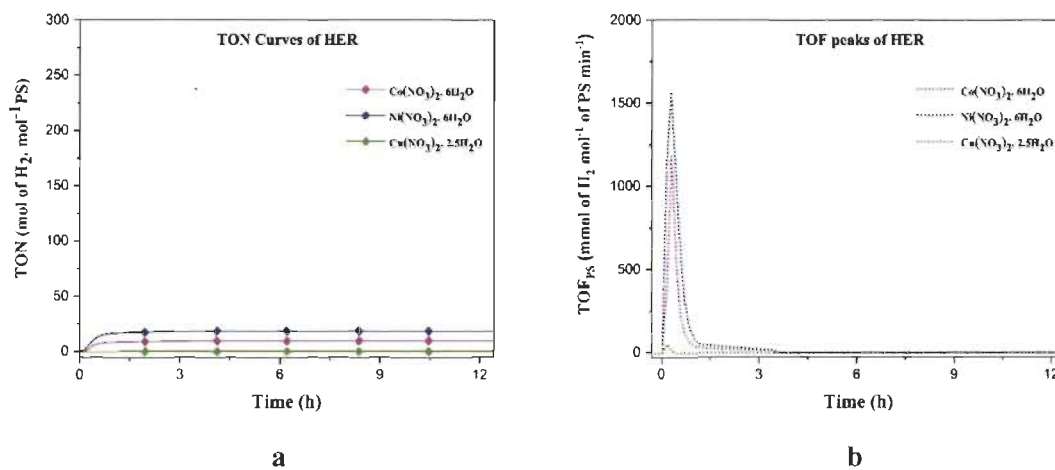 TON Curves of HER
TON (mol of H2, mol-1 PS)
300
250
200
150
100
50
25
0
Co(NO3)2. 6H2O
Ni(NO3)2. 6H2O
Cu(NO3)2. 2.5H2O
0 3 6 9 12
Time (h)
a
TOF peaks of HER
TOFPS (mmol of H2 mol-1 of PS min-1)
2000
1500
1000
500
0
Co(NO3)2. 6H2O
Ni(NO3)2. 6H2O
Cu(NO3)2. 2.5H2O
0 3 6 9 12
Time (h)
b